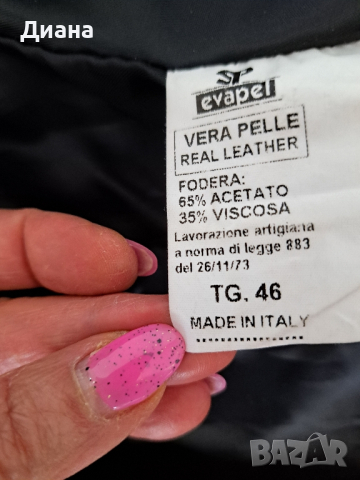 Диана
evapel
VERA PELLE
REAL LEATHER
FODERA:
65% ACETATO
35% VISCOSA
Lavorazione artigiana
a norma di legge 883
del 26/11/73
TG. 46
MADE IN ITALY
BAZAR